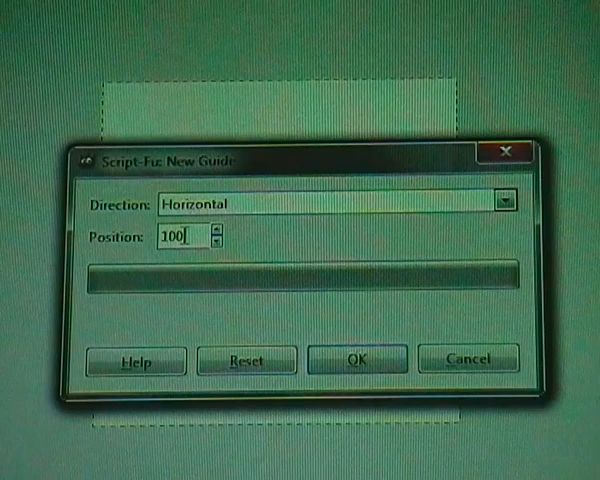 Script-Fu: New Guide
Direction: Horizontal
Position: 100
Help Reset OK Cancel